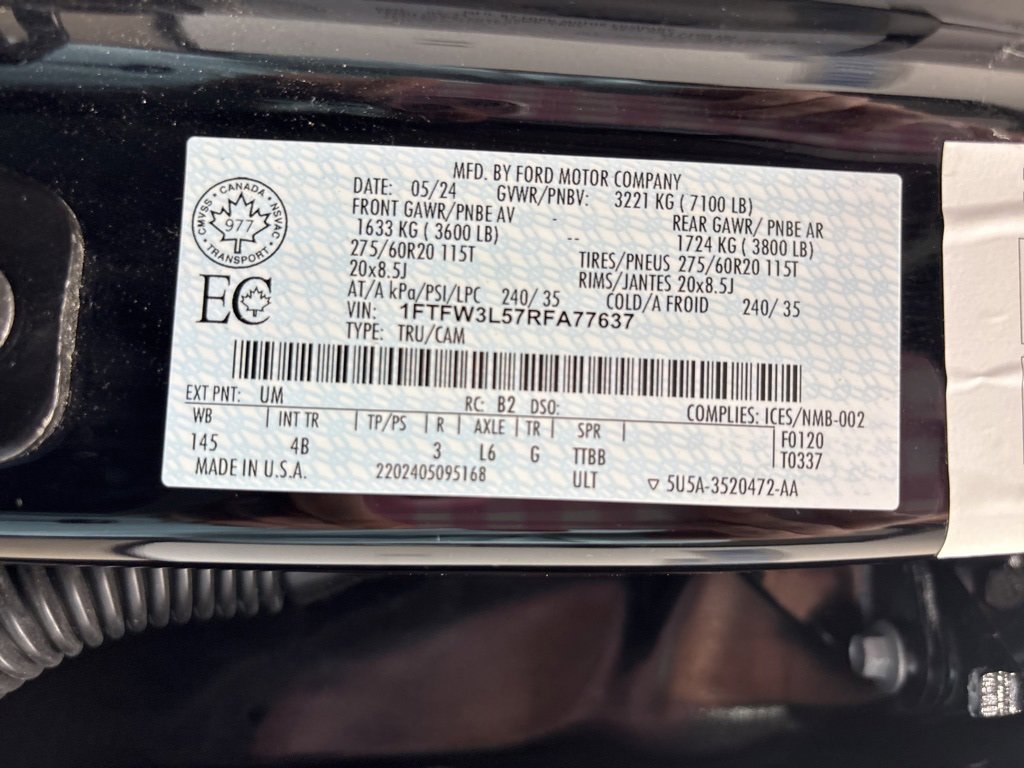 MFD. BY FORD MOTOR COMPANY
DATE: 05/24 GVWR/PNBV: 3221 KG ( 7100 LB)
FRONT GAWR/PNBE AV - REAR GAWR/ PNBE AR
1633 KG ( 3600 LB) -- 1724 KG ( 3800 LB)
275/60R20 115T TIRES/PNEUS 275/60R20 115T
20x8.5J RIMS/JANTES 20x8.5J
AT/A kPa/PSI/LPC 240/ 35 COLD/A FROID 240/ 35
VIN: 1FTFW3L57RFA77637
TYPE: TRU/CAM
CANADA
CMVSS NSVAC
977
TRANSPORT
EC
EXT PNT: UM RC: B2 DSO: COMPLIES: ICES/NMB-002
WB INT TR TP/PS R AXLE TR SPR F0120
145 4B 3 L6 G TTBB T0337
MADE IN U.S.A. 2202405095168 ULT ▽ 5U5A-3520472-AA